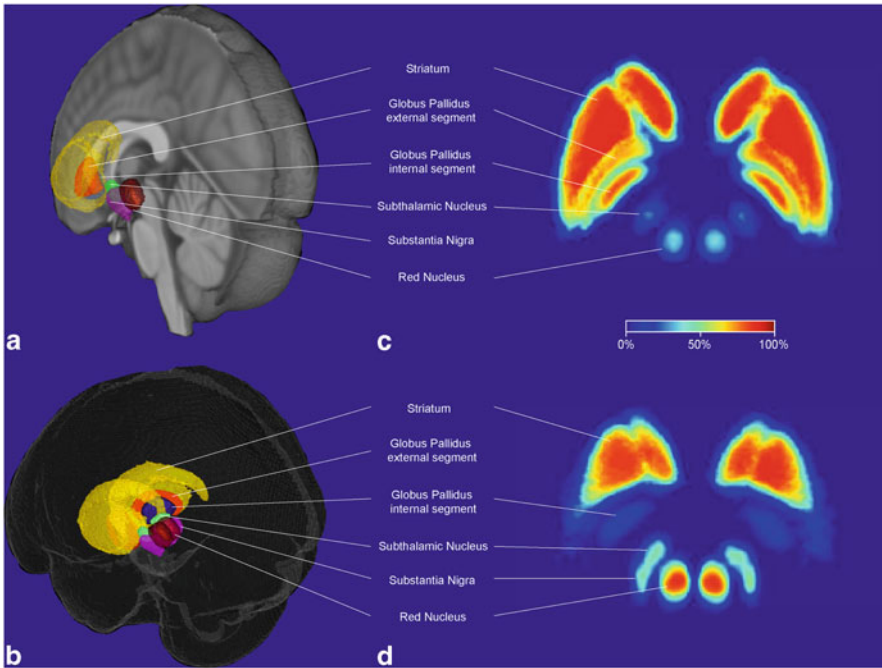 Striatum
Globus Pallidus
external segment
Globus Pallidus
internal segment
Subthalamic Nucleus
Substantia Nigra
Red Nucleus
a
c
0%
50%
100%
Striatum
Globus Pallidus
external segment
Globus Pallidus
internal segment
Subthalamic Nucleus
Substantia Nigra
Red Nucleus
b
d